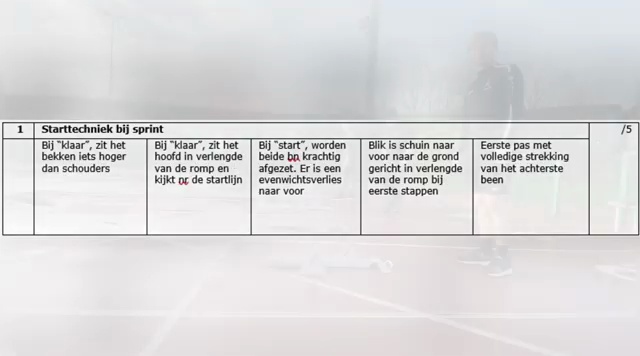 1 Starttechniek bij sprint /5
Bij "klaar", zit het
bekken iets hoger
dan schouders
Bij "klaar", zit het
hoofd in verlengde
van de romp en
kijkt nr de startlijn
Bij "start", worden
beide bn krachtig
afgezet. Er is een
evenwichtsverlies
naar voor
Blik is schuin naar
voor naar de grond
gericht in verlengde
van de romp bij
eerste stappen
Eerste pas met
volledige strekking
van het achterste
been